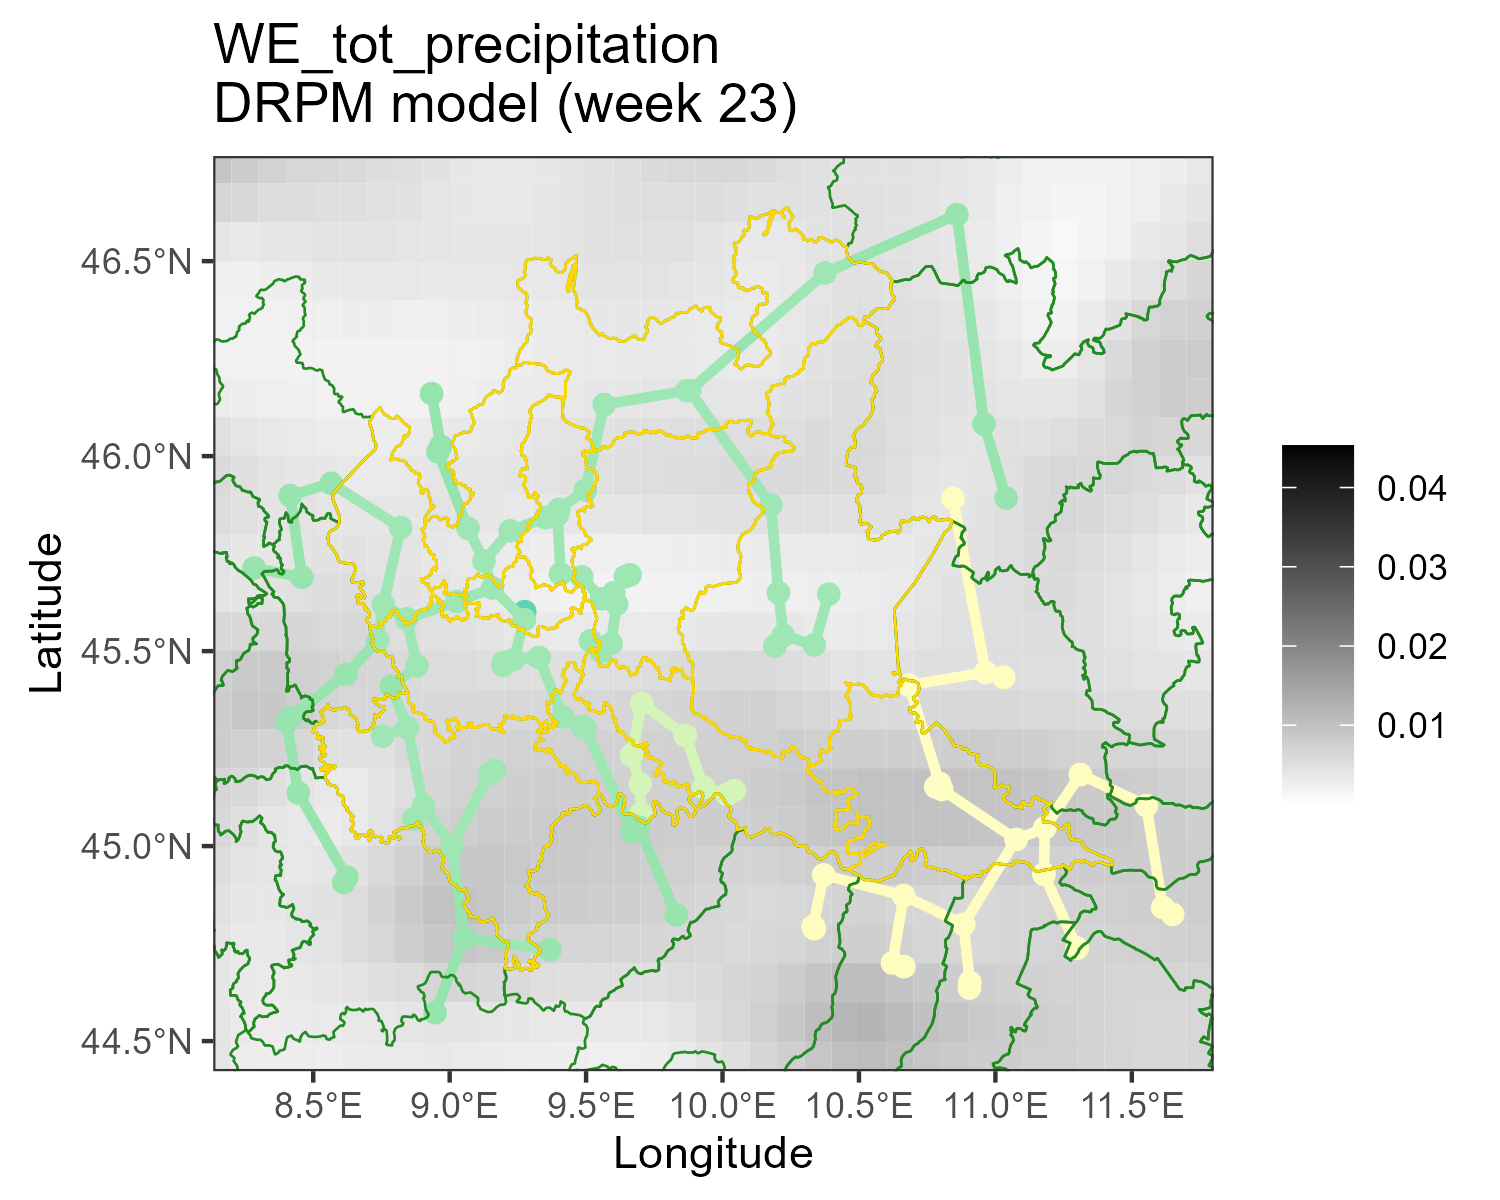 WE_tot_precipitation
DRPM model (week 23)
46.5°N
46.0°N
45.5°N
45.0°N
44.5°N
Latitude
8.5°E
9.0°E
9.5°E
10.0°E
10.5°E
11.0°E
11.5°E
Longitude
0.04
0.03
0.02
0.01